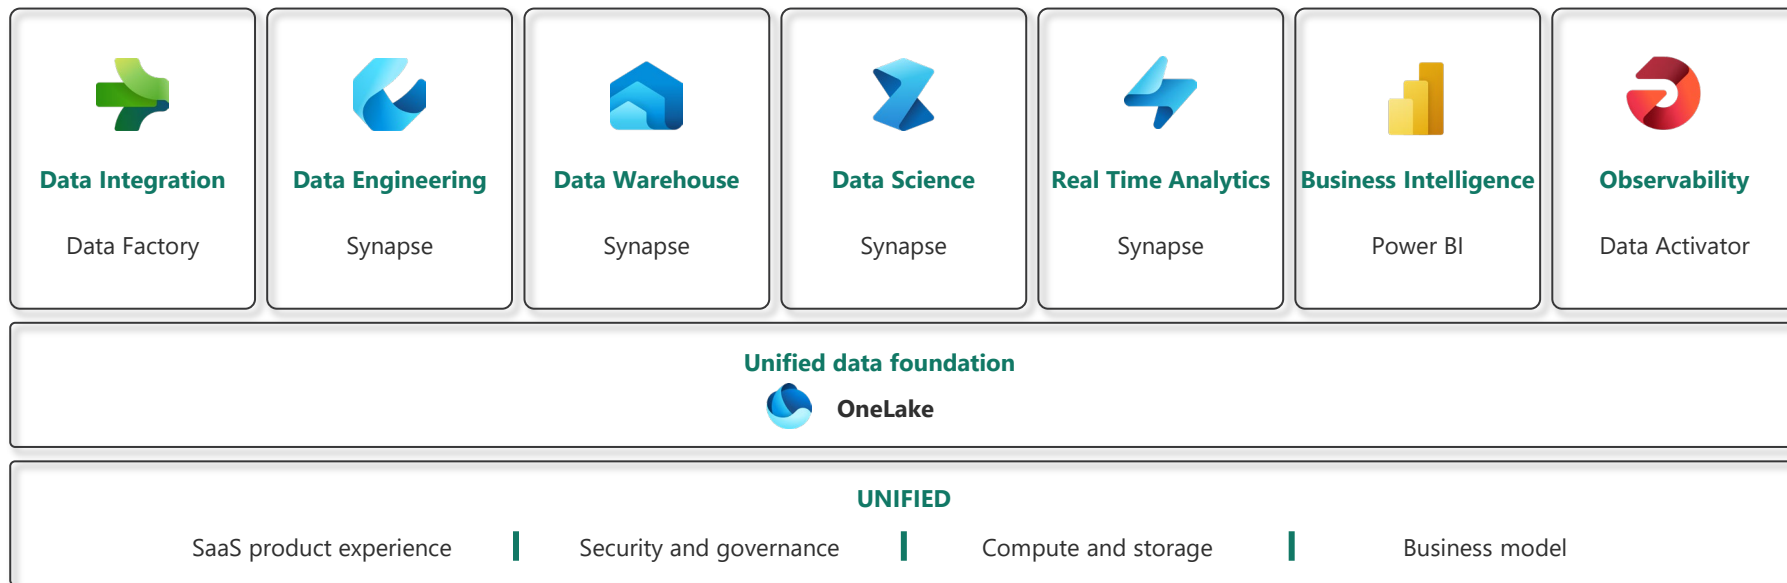 Data Integration
Data Factory
Data Engineering
Synapse
Data Warehouse
Synapse
Data Science
Synapse
Real Time Analytics
Synapse
Business Intelligence
Power BI
Observability
Data Activator
Unified data foundation
OneLake
UNIFIED
SaaS product experience
Security and governance
Compute and storage
Business model